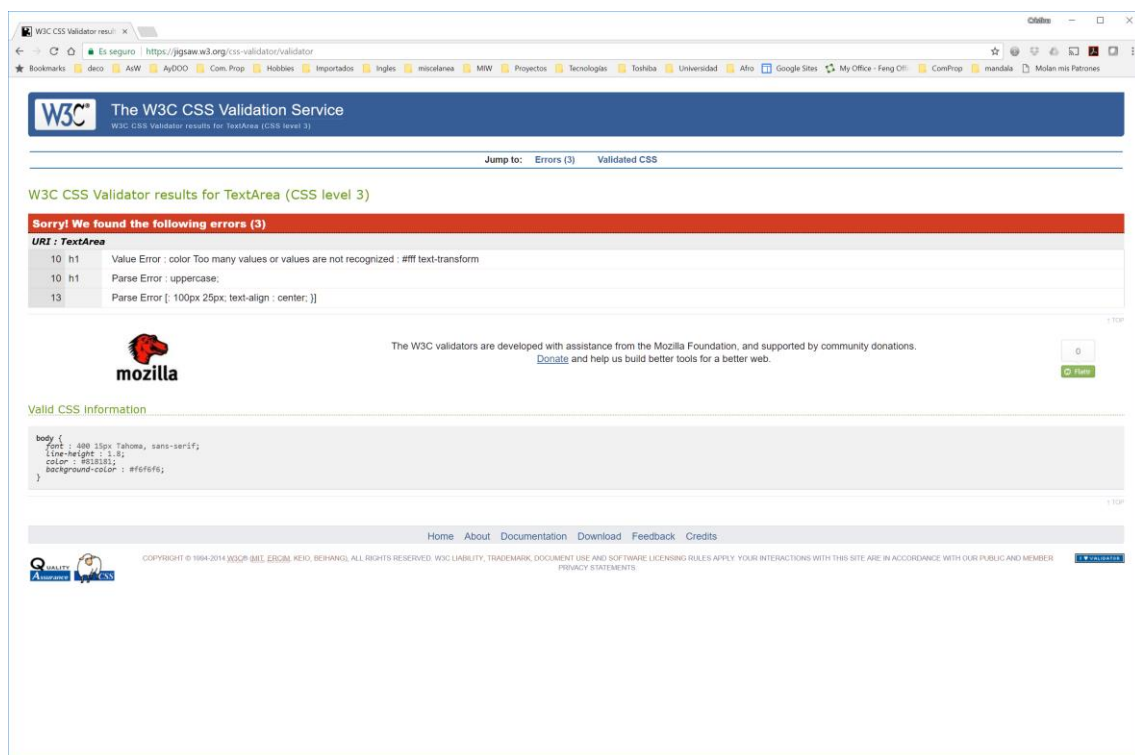 Cristina
W3C CSS Validator resul
Es seguro https://jigsaw.w3.org/css-validator/validator
Bookmarks deco AsW AyDOO Com. Prop Hobbies Importados Ingles miscelanea MIW Proyectos Tecnologías Toshiba Universidad Afro Google Sites My Office - Feng Offi ComProp mandala Molan mis Patrones
W3C® The W3C CSS Validation Service
W3C CSS Validator results for TextArea (CSS level 3)
Jump to: Errors (3) Validated CSS
W3C CSS Validator results for TextArea (CSS level 3)
Sorry! We found the following errors (3)
URI : TextArea
10 h1 Value Error : color Too many values or values are not recognized : #fff text-transform
10 h1 Parse Error : uppercase;
13 Parse Error [: 100px 25px; text-align : center; }]
↑ TOP
The W3C validators are developed with assistance from the Mozilla Foundation, and supported by community donations.
Donate and help us build better tools for a better web.
mozilla
0
Flattr
Valid CSS information
body {
font : 400 15px Tahoma, sans-serif;
line-height : 1.8;
color : #818181;
background-color : #f6f6f6;
}
↑ TOP
Home About Documentation Download Feedback Credits
QUALITY Assurance CSS
COPYRIGHT © 1994-2014 W3C® (MIT, ERCIM, KEIO, BEIHANG), ALL RIGHTS RESERVED. W3C LIABILITY, TRADEMARK, DOCUMENT USE AND SOFTWARE LICENSING RULES APPLY. YOUR INTERACTIONS WITH THIS SITE ARE IN ACCORDANCE WITH OUR PUBLIC AND MEMBER
PRIVACY STATEMENTS.
I ♥ VALIDATOR